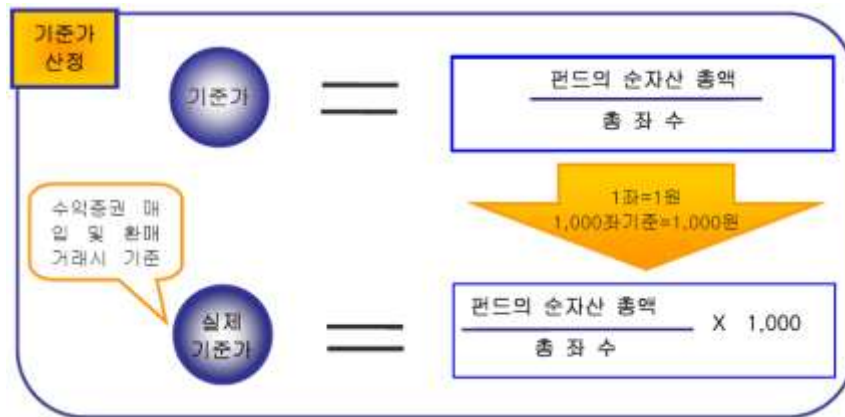 기준가
산정
기준가
펀드의 순자산 총액
총 좌 수
1좌=1원
1,000좌기준=1,000원
수익증권 매
입 및 환매
거래시 기준
실제
기준가
펀드의 순자산 총액
총 좌 수
X 1,000